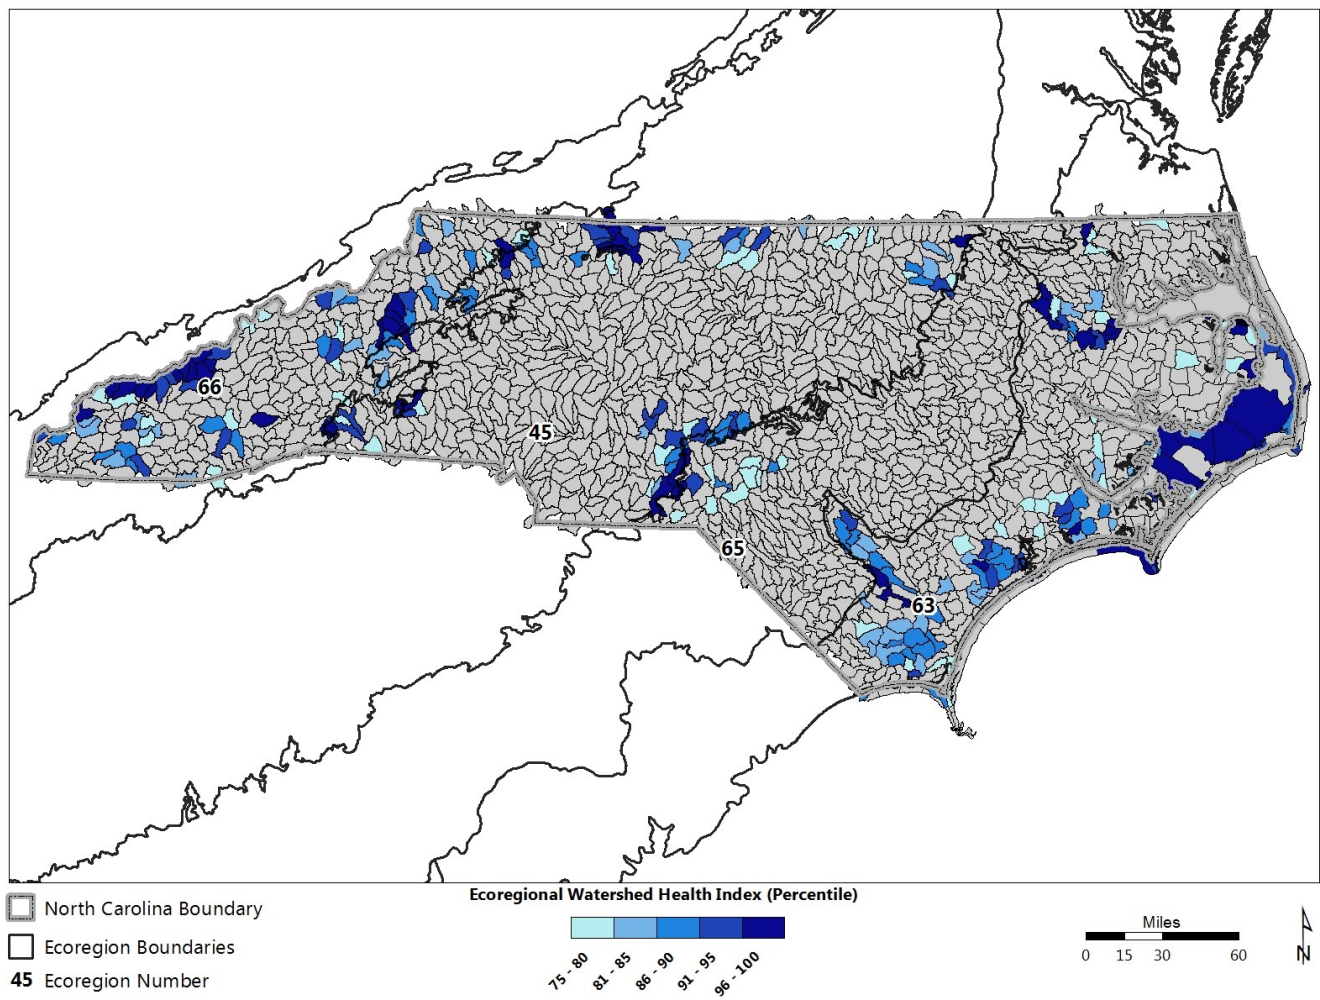 66
45
65
63
Ecoregional Watershed Health Index (Percentile)
75 - 80
81 - 85
86 - 90
91 - 95
96 - 100
North Carolina Boundary
Ecoregion Boundaries
45 Ecoregion Number
Miles
0 15 30 60
N